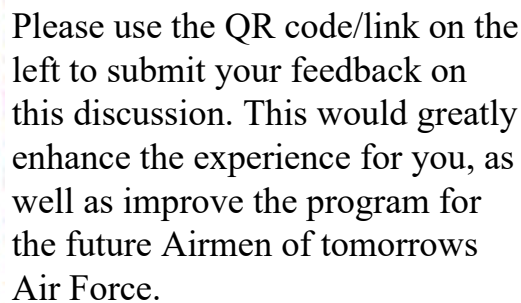 Please use the QR code/link on the
left to submit your feedback on
this discussion. This would greatly
enhance the experience for you, as
well as improve the program for
the future Airmen of tomorrows
Air Force.